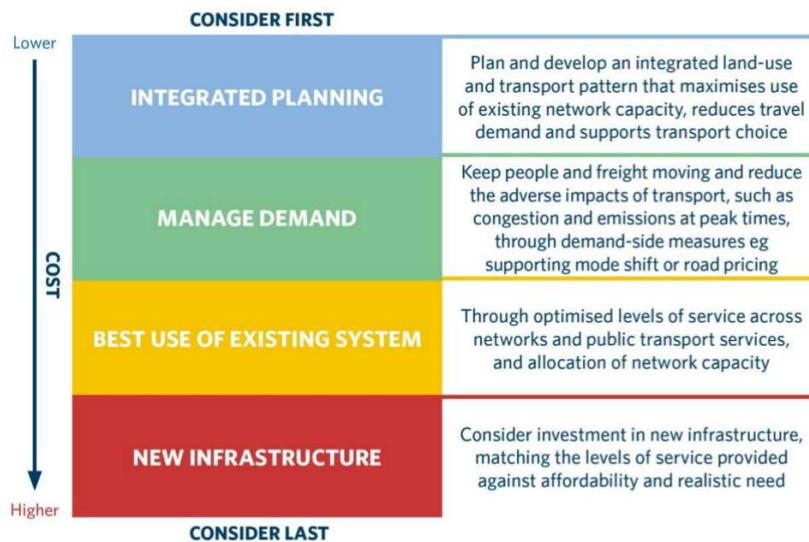 CONSIDER FIRST
Lower
INTEGRATED PLANNING
Plan and develop an integrated land-use
and transport pattern that maximises use
of existing network capacity, reduces travel
demand and supports transport choice
MANAGE DEMAND
Keep people and freight moving and reduce
the adverse impacts of transport, such as
congestion and emissions at peak times,
through demand-side measures eg
supporting mode shift or road pricing
COST
BEST USE OF EXISTING SYSTEM
Through optimised levels of service across
networks and public transport services,
and allocation of network capacity
NEW INFRASTRUCTURE
Consider investment in new infrastructure,
matching the levels of service provided
against affordability and realistic need
Higher
CONSIDER LAST